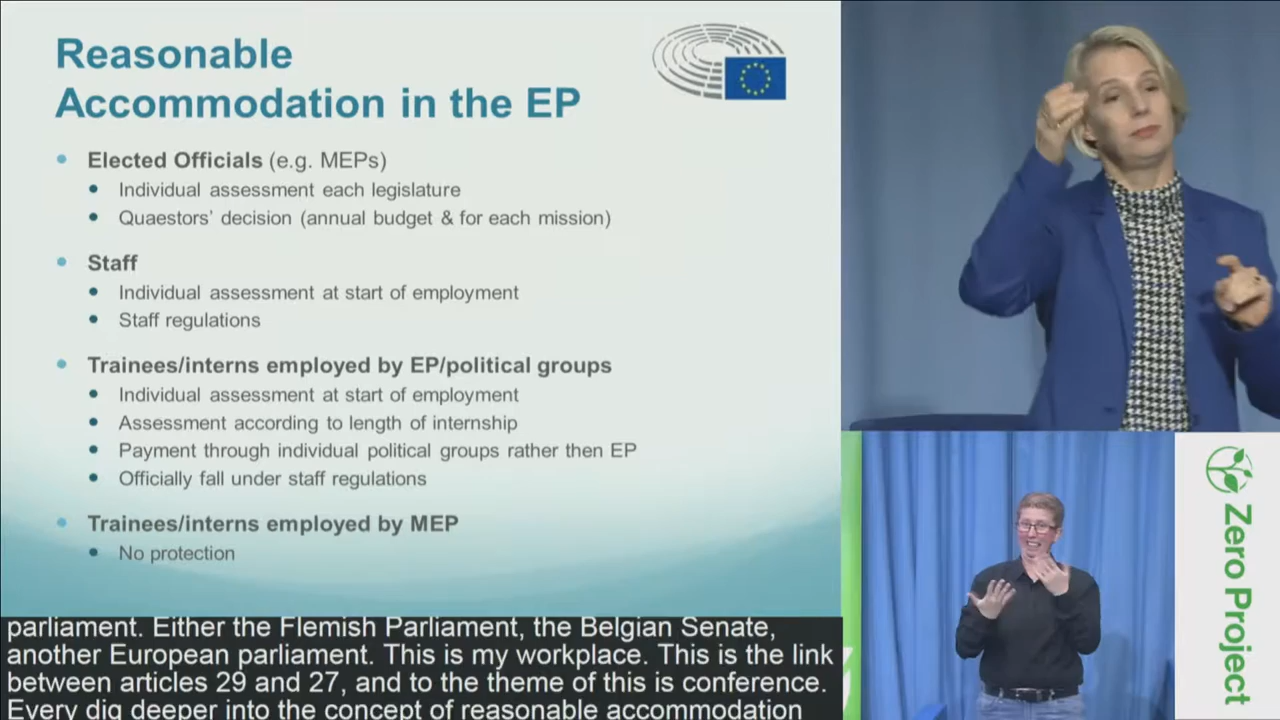 Reasonable
Accommodation in the EP
Elected Officials (e.g. MEPs)
Individual assessment each legislature
Quaestors' decision (annual budget & for each mission)
Staff
Individual assessment at start of employment
Staff regulations
Trainees/interns employed by EP/political groups
Individual assessment at start of employment
Assessment according to length of internship
Payment through individual political groups rather then EP
Officially fall under staff regulations
Trainees/interns employed by MEP
No protection
parliament. Either the Flemish Parliament, the Belgian Senate,
another European parliament. This is my workplace. This is the link
between articles 29 and 27, and to the theme of this is conference.
Every dig deeper into the concept of reasonable accommodation
Zero Project